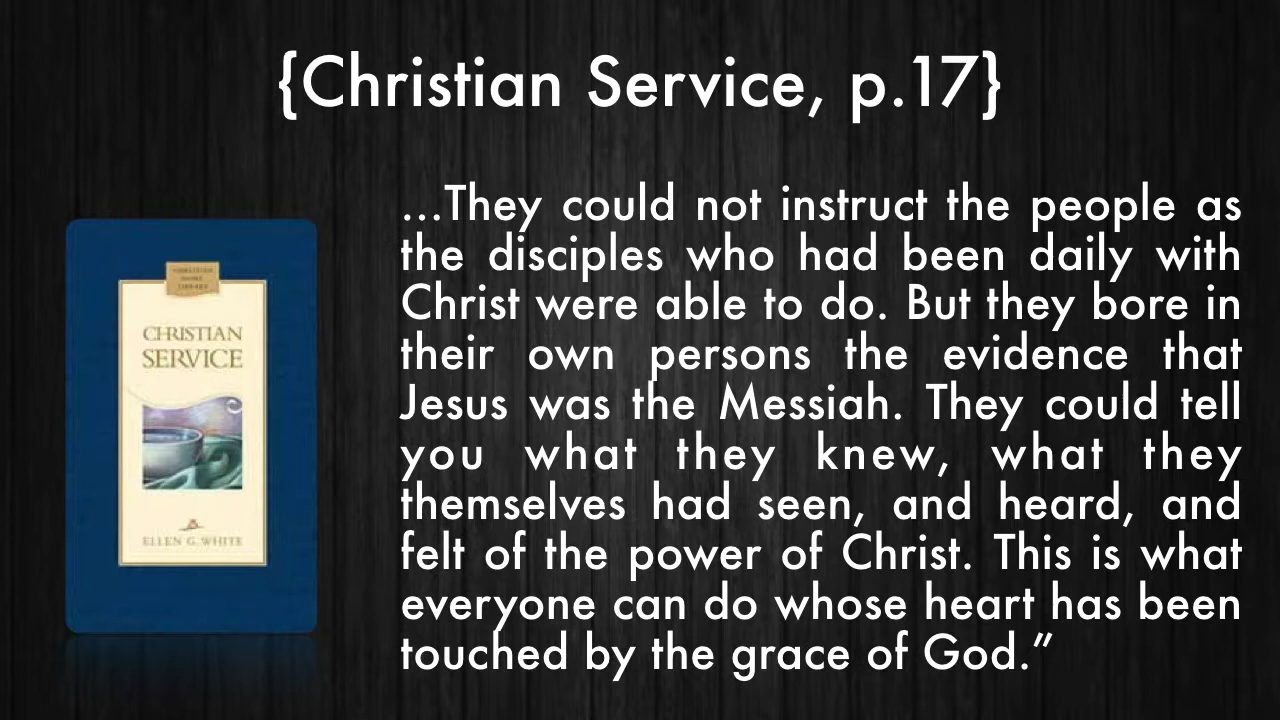 {Christian Service, p.17}
...They could not instruct the people as
the disciples who had been daily with
Christ were able to do. But they bore in
their own persons the evidence that
Jesus was the Messiah. They could tell
you what they knew, what they
themselves had seen, and heard, and
felt of the power of Christ. This is what
everyone can do whose heart has been
touched by the grace of God.”
CHRISTIAN
SERVICE
ELLEN G. WHITE